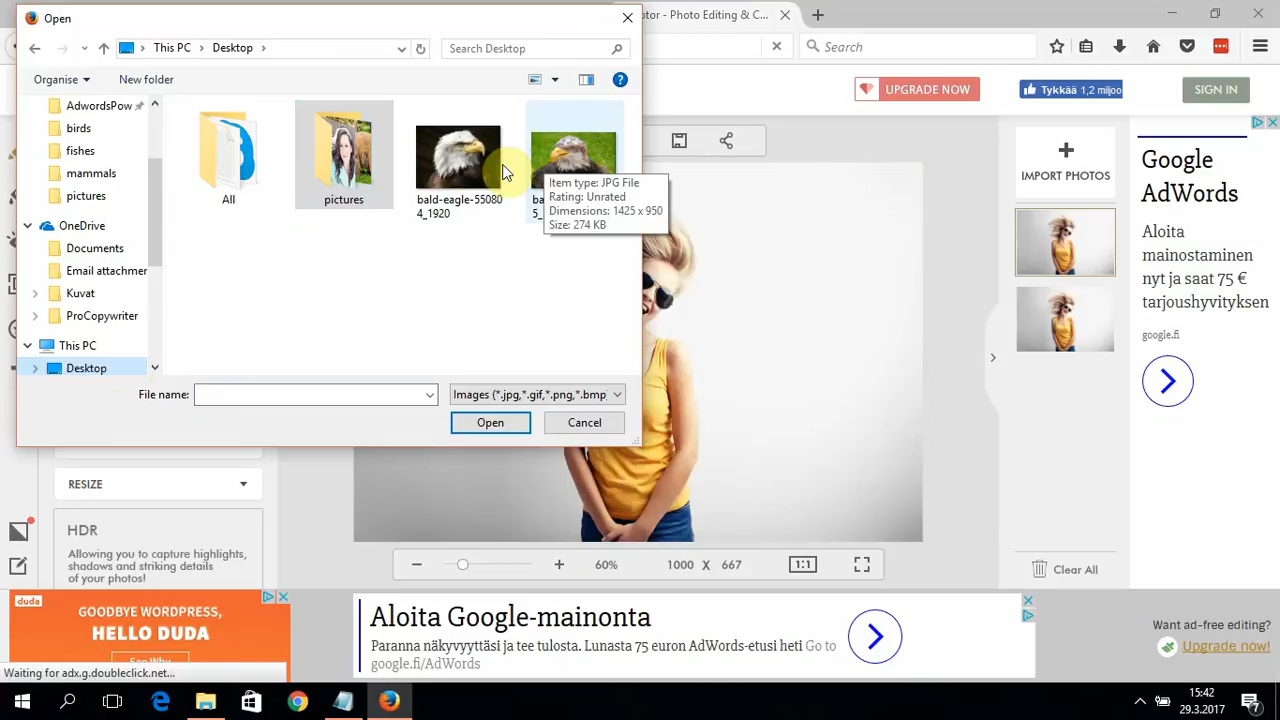 Open
otor - Photo Editing & C...
This PC
Desktop
Search Desktop
Search
Organise
New folder
UPGRADE NOW
Tykkää 1,2 miljoo
SIGN IN
AdwordsPow
birds
fishes
mammals
pictures
OneDrive
Documents
Email attachmer
Kuvat
ProCopywriter
This PC
Desktop
All
pictures
bald-eagle-55080
4_1920
ba
5_
Item type: JPG File
Rating: Unrated
Dimensions: 1425 x 950
Size: 274 KB
File name:
Images (*.jpg,*.gif,*.png,*.bmp
Open
Cancel
IMPORT PHOTOS
Google
AdWords
Aloita
mainostaminen
nyt ja saat 75 €
tarjoushyvityksen
google.fi
RESIZE
HDR
Allowing you to capture highlights,
shadows and striking details
of your photos!
60%
1000 X 667
1:1
Clear All
duda
GOODBYE WORDPRESS,
HELLO DUDA
See Why
Aloita Google-mainonta
Paranna näkyvyyttäsi ja tee tulosta. Lunasta 75 euron AdWords-etusi heti Go to
google.fi/AdWords
Want ad-free editing?
Upgrade now!
Waiting for adx.g.doubleclick.net...
15:42
29.3.2017
7